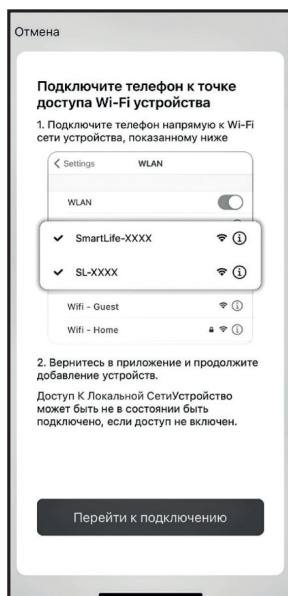 Отмена
Подключите телефон к точке
доступа Wi-Fi устройства
1. Подключите телефон напрямую к Wi-Fi
сети устройства, показанному ниже
Settings WLAN
WLAN
SmartLife-XXXX
SL-XXXX
Wifi - Guest
Wifi - Home
2. Вернитесь в приложение и продолжите
добавление устройств.
Доступ К Локальной СетиУстройство
может быть не в состоянии быть
подключено, если доступ не включен.
Перейти к подключению